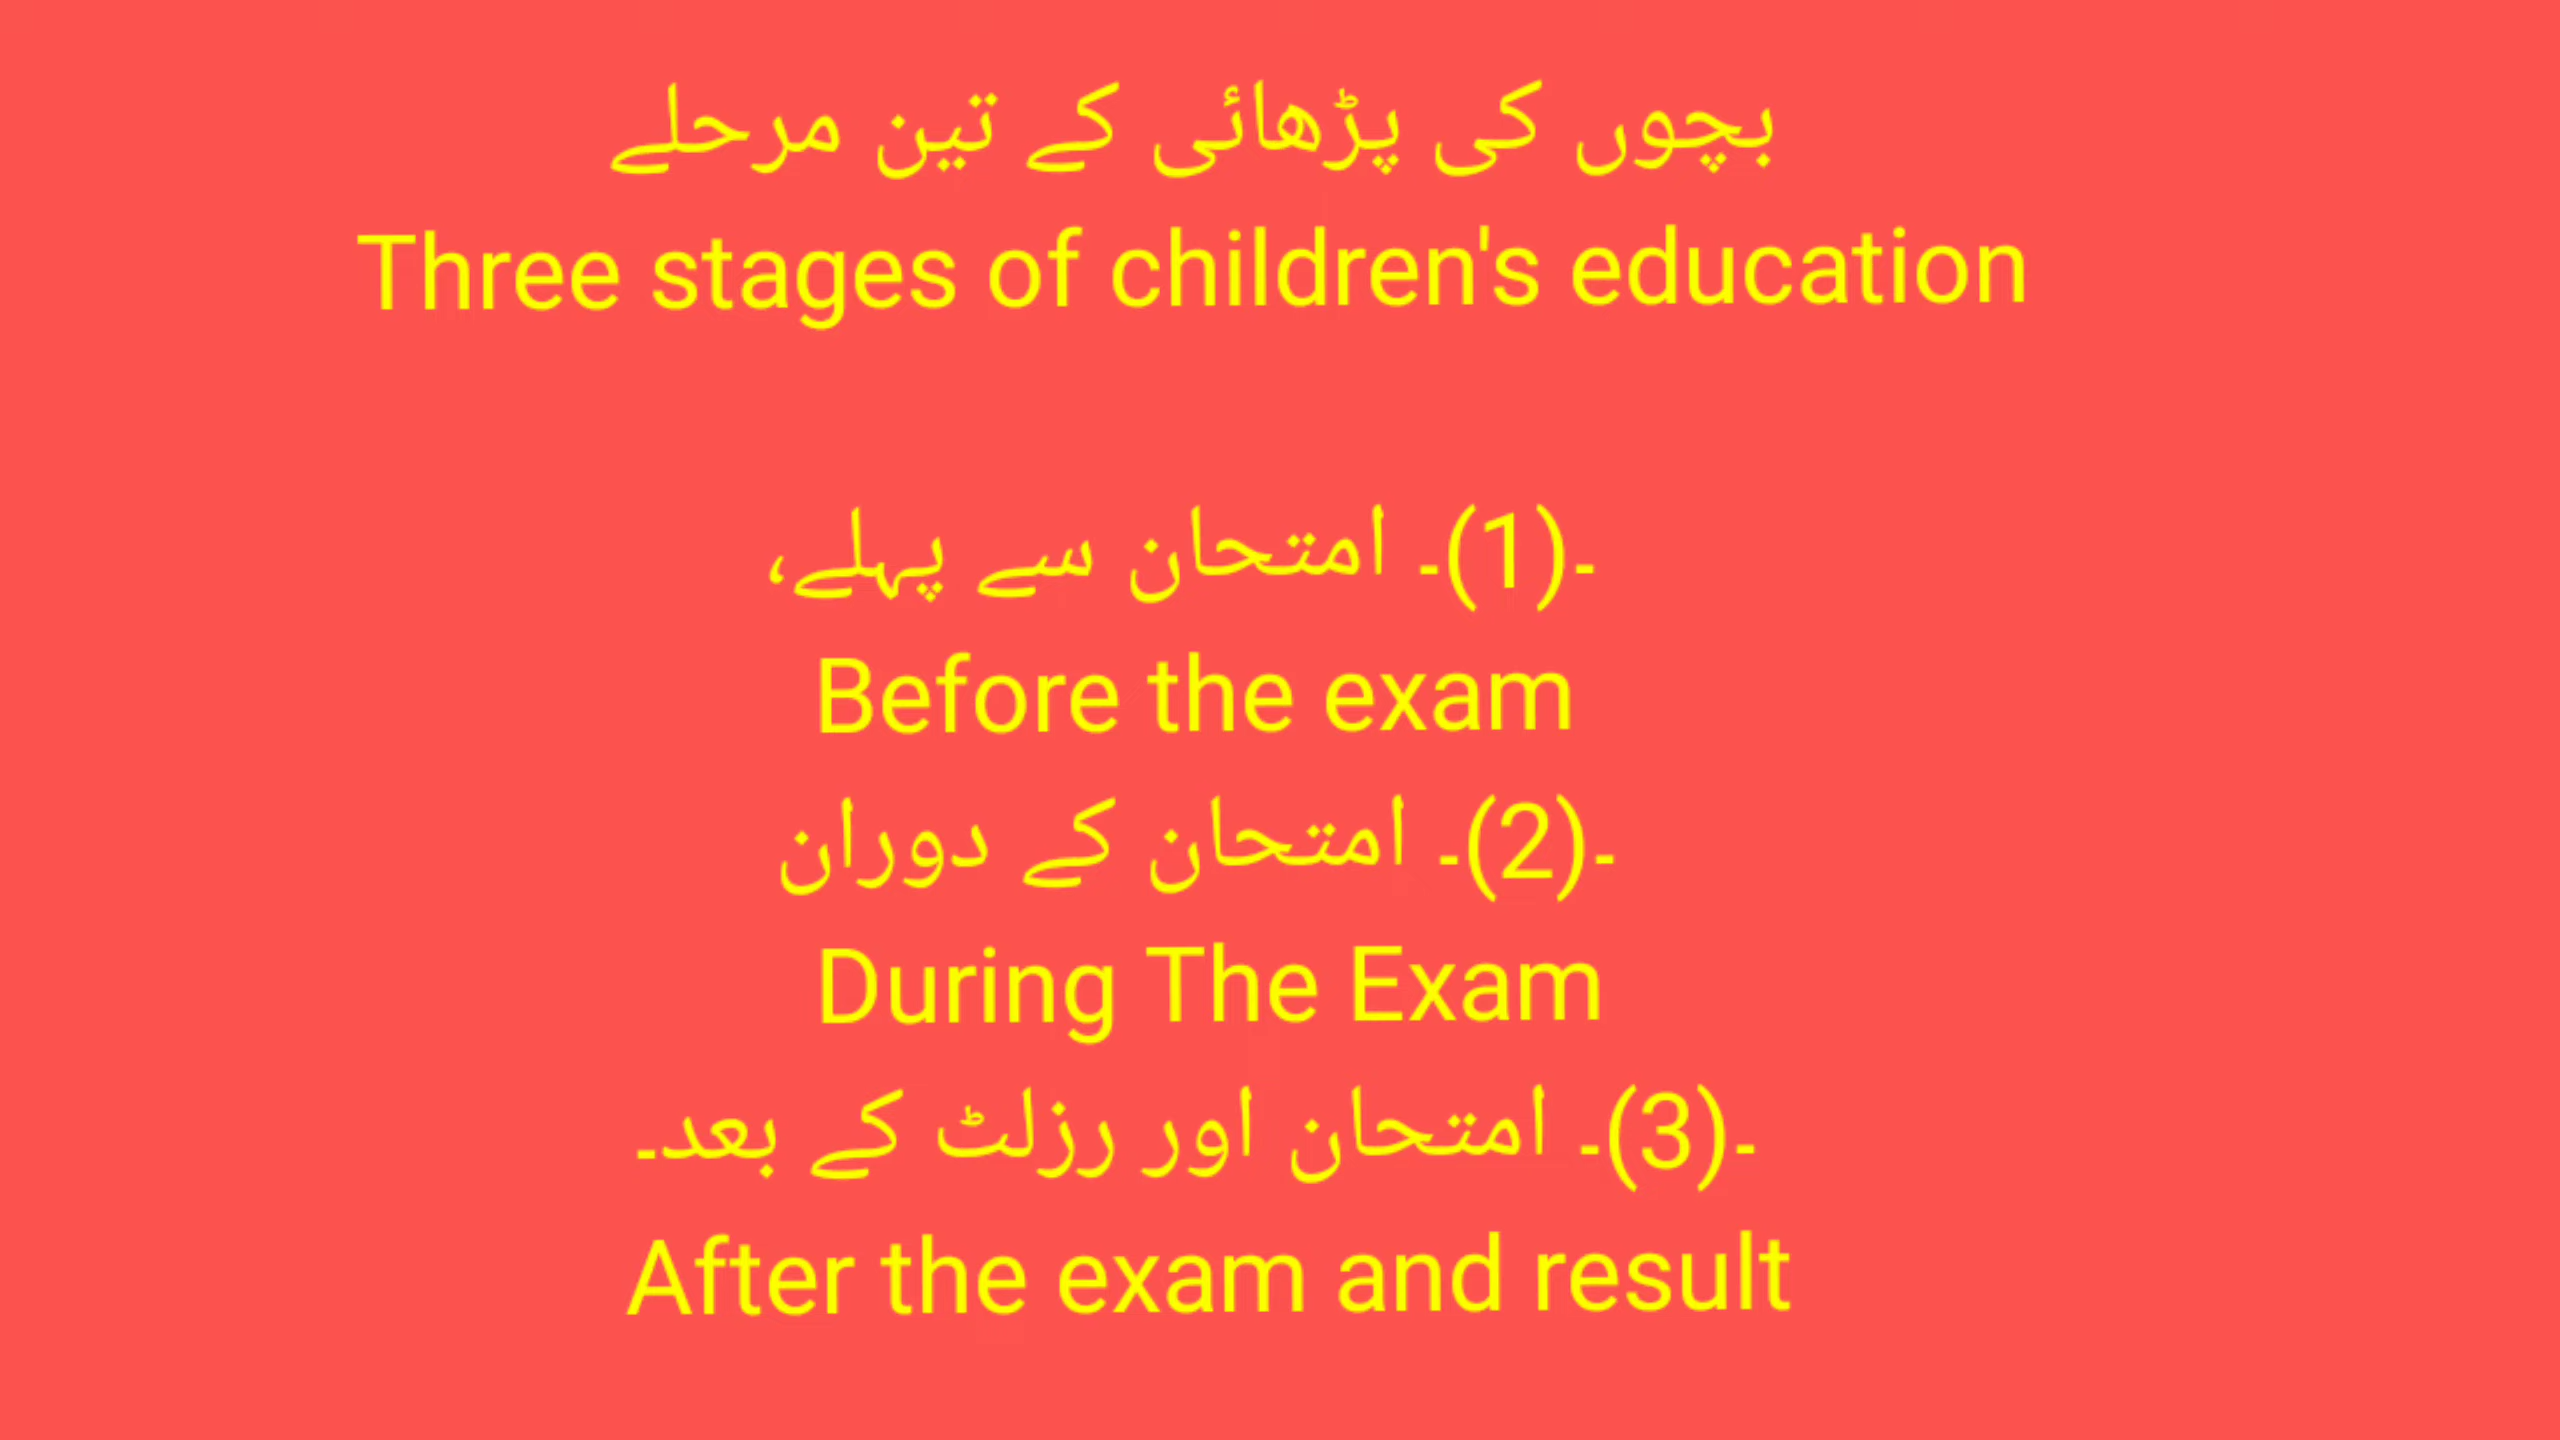 بچوں کی پڑھائی کے تین مرحلے
Three stages of children's education
۔(1)۔ امتحان سے پہلے،
Before the exam
۔(2)۔ امتحان کے دوران
During The Exam
۔(3)۔ امتحان اور رزلٹ کے بعد۔
After the exam and result